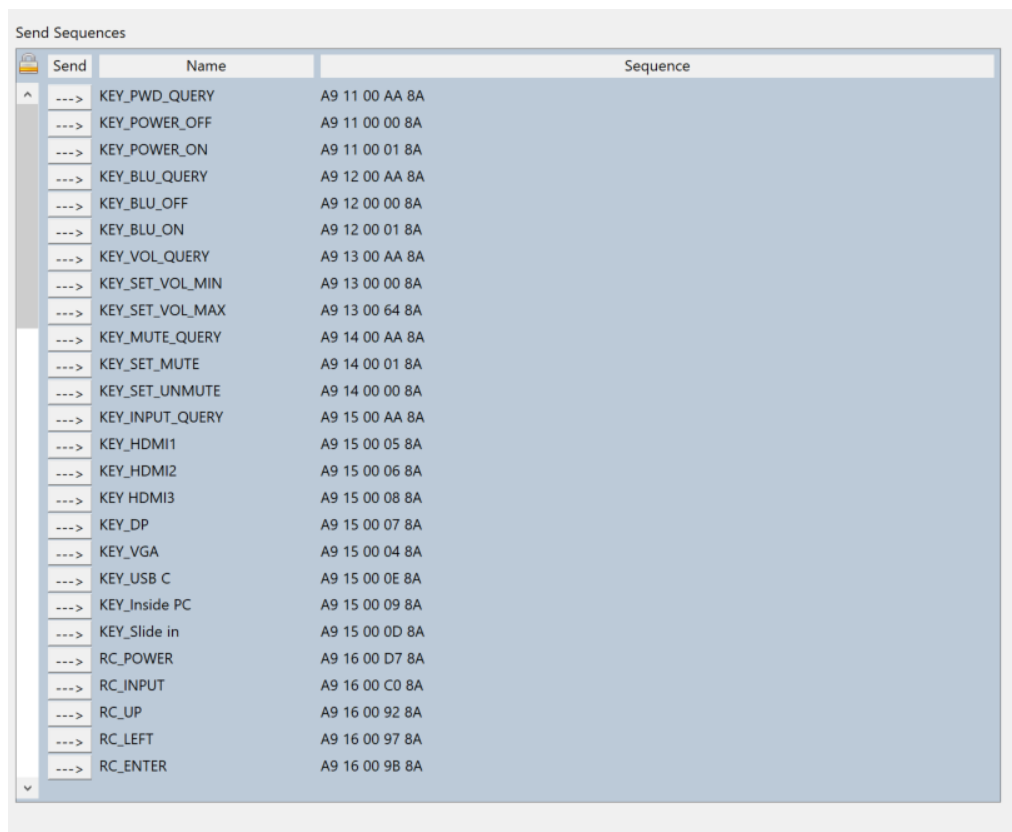 Send Sequences
Send Name Sequence
---> KEY_PWD_QUERY A9 11 00 AA 8A
---> KEY_POWER_OFF A9 11 00 00 8A
---> KEY_POWER_ON A9 11 00 01 8A
---> KEY_BLU_QUERY A9 12 00 AA 8A
---> KEY_BLU_OFF A9 12 00 00 8A
---> KEY_BLU_ON A9 12 00 01 8A
---> KEY_VOL_QUERY A9 13 00 AA 8A
---> KEY_SET_VOL_MIN A9 13 00 00 8A
---> KEY_SET_VOL_MAX A9 13 00 64 8A
---> KEY_MUTE_QUERY A9 14 00 AA 8A
---> KEY_SET_MUTE A9 14 00 01 8A
---> KEY_SET_UNMUTE A9 14 00 00 8A
---> KEY_INPUT_QUERY A9 15 00 AA 8A
---> KEY_HDMI1 A9 15 00 05 8A
---> KEY_HDMI2 A9 15 00 06 8A
---> KEY HDMI3 A9 15 00 08 8A
---> KEY_DP A9 15 00 07 8A
---> KEY_VGA A9 15 00 04 8A
---> KEY_USB C A9 15 00 0E 8A
---> KEY_Inside PC A9 15 00 09 8A
---> KEY_Slide in A9 15 00 0D 8A
---> RC_POWER A9 16 00 D7 8A
---> RC_INPUT A9 16 00 C0 8A
---> RC_UP A9 16 00 92 8A
---> RC_LEFT A9 16 00 97 8A
---> RC_ENTER A9 16 00 9B 8A